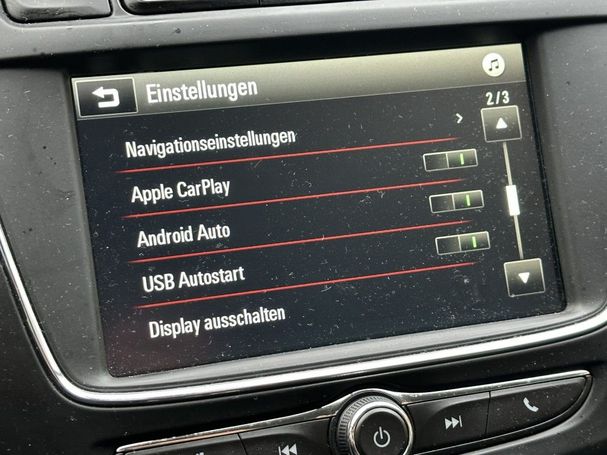 Einstellungen
2/3
Navigationseinstellungen
Apple CarPlay
Android Auto
USB Autostart
Display ausschalten